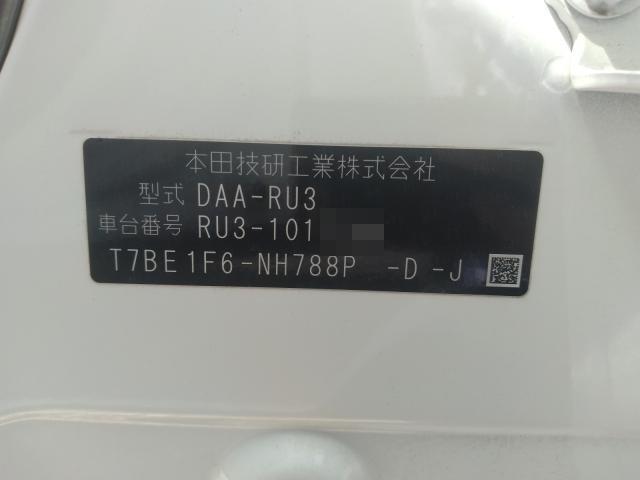 本田技研工業株式会社
型式 DAA-RU3
車台番号 RU3-101
T7BE1F6-NH788P -D-J